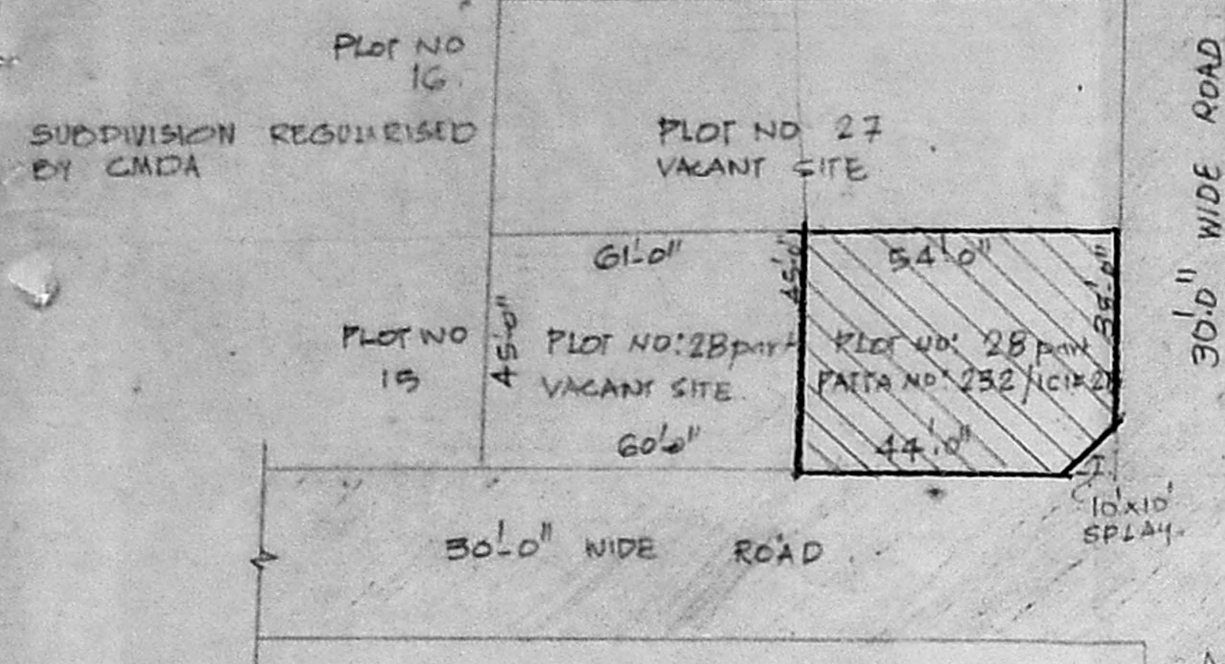 PLOT NO
16
SUBDIVISION REGULARISED
BY CMDA
PLOT NO 27
VACANT SITE
30'.0" WIDE ROAD
61'-0"
45'-0"
54'-0"
35'-0"
PLOT NO
15
45'-0"
PLOT NO: 28 part
VACANT SITE
60'-0"
PLOT NO: 28 part
PATTA NO: 232/
44'-0"
10'x10'
SPLAY.
30'-0" WIDE ROAD